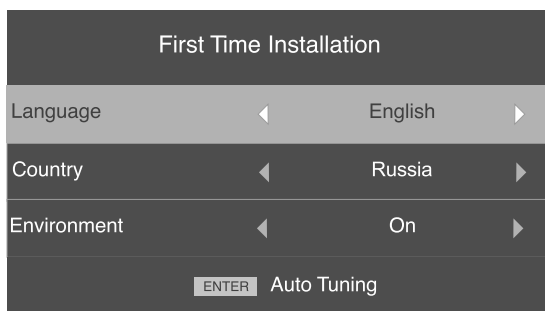 First Time Installation
Language English
Country Russia
Environment On
ENTER Auto Tuning